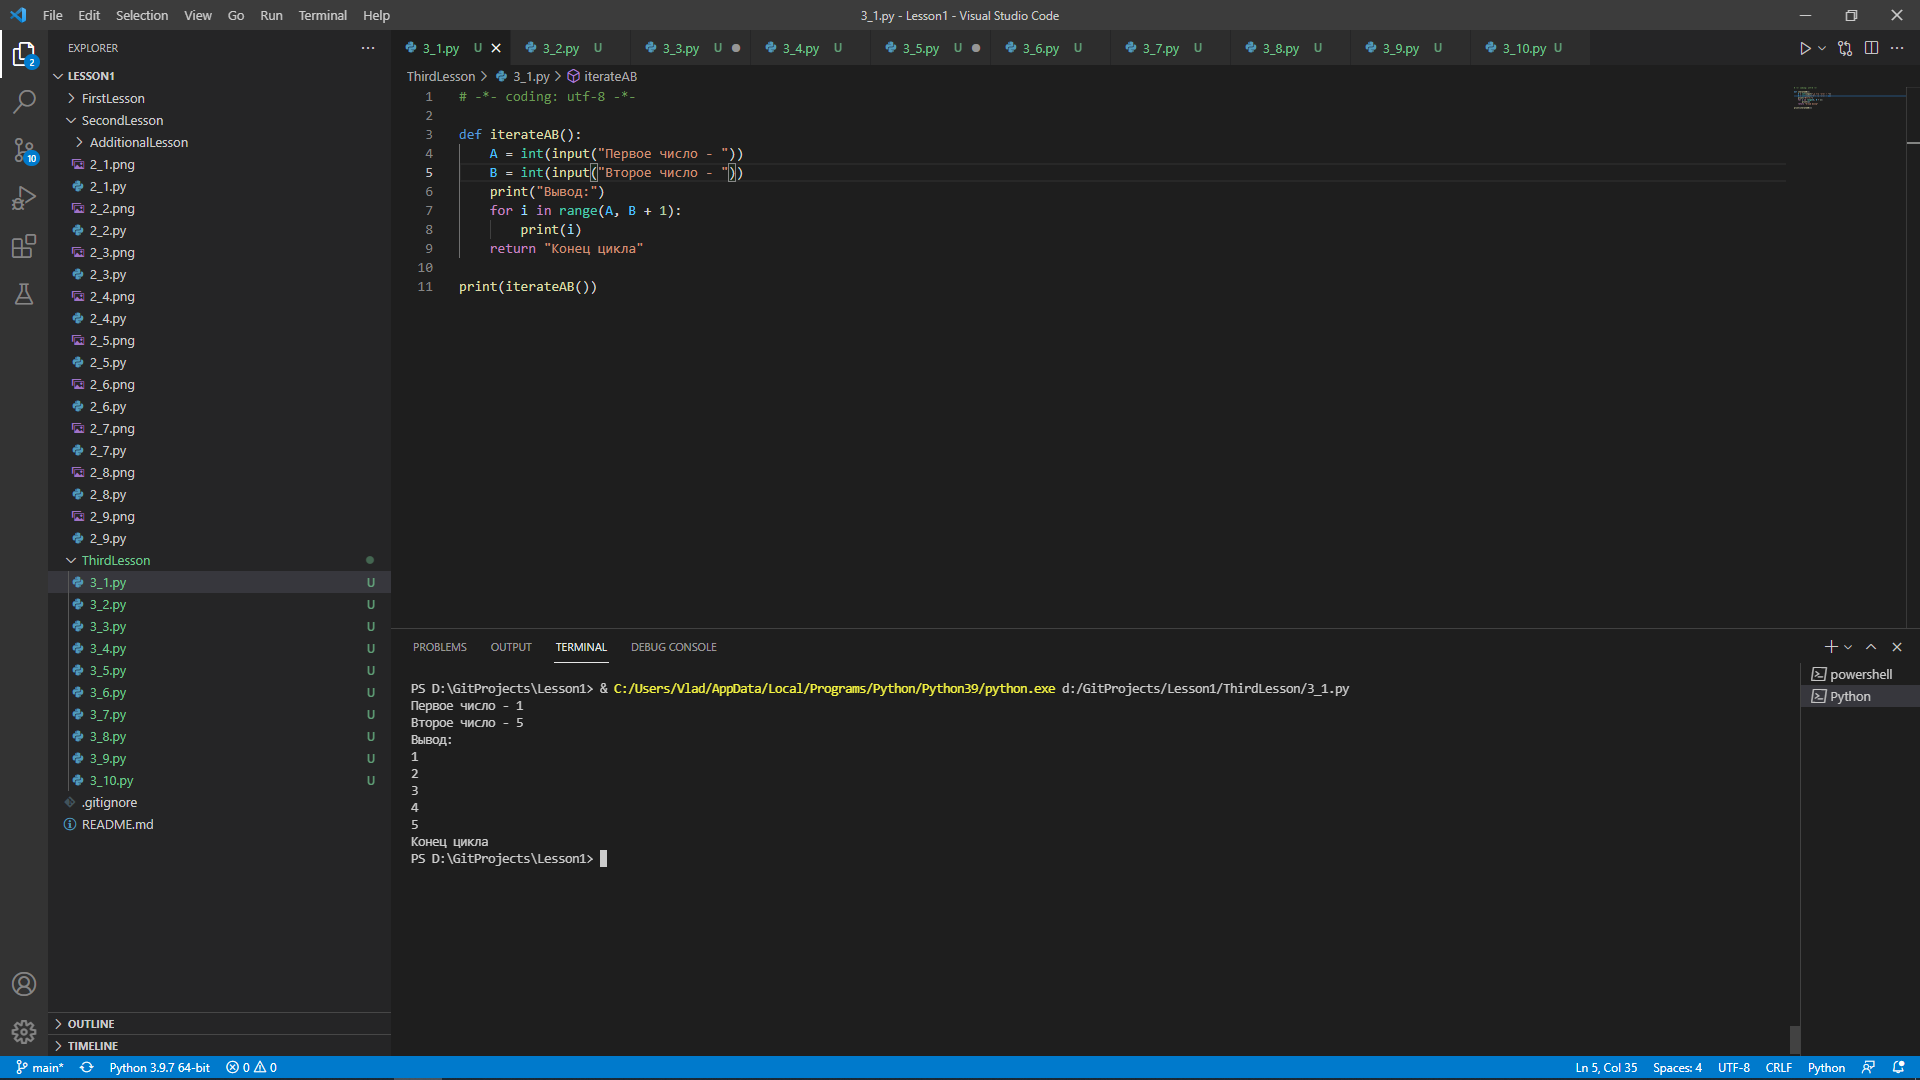 File Edit Selection View Go Run Terminal Help
3_1.py - Lesson1 - Visual Studio Code
EXPLORER
LESSON1
FirstLesson
SecondLesson
AdditionalLesson
2_1.png
2_1.py
2_2.png
2_2.py
2_3.png
2_3.py
2_4.png
2_4.py
2_5.png
2_5.py
2_6.png
2_6.py
2_7.png
2_7.py
2_8.png
2_8.py
2_9.png
2_9.py
ThirdLesson
3_1.py U
3_2.py U
3_3.py U
3_4.py U
3_5.py U
3_6.py U
3_7.py U
3_8.py U
3_9.py U
3_10.py U
.gitignore
README.md
OUTLINE
TIMELINE
2
10
3_1.py U 3_2.py U 3_3.py U 3_4.py U 3_5.py U 3_6.py U 3_7.py U 3_8.py U 3_9.py U 3_10.py U
ThirdLesson > 3_1.py > iterateAB
1 # -*- coding: utf-8 -*-
2
3 def iterateAB():
4 A = int(input("Первое число - "))
5 B = int(input("Второе число - "))
6 print("Вывод:")
7 for i in range(A, B + 1):
8 print(i)
9 return "Конец цикла"
10
11 print(iterateAB())
PROBLEMS OUTPUT TERMINAL DEBUG CONSOLE
PS D:\GitProjects\Lesson1> & C:/Users/Vlad/AppData/Local/Programs/Python/Python39/python.exe d:/GitProjects/Lesson1/ThirdLesson/3_1.py
Первое число - 1
Второе число - 5
Вывод:
1
2
3
4
5
Конец цикла
PS D:\GitProjects\Lesson1>
powershell
Python
main* Python 3.9.7 64-bit 0 0
Ln 5, Col 35 Spaces: 4 UTF-8 CRLF Python